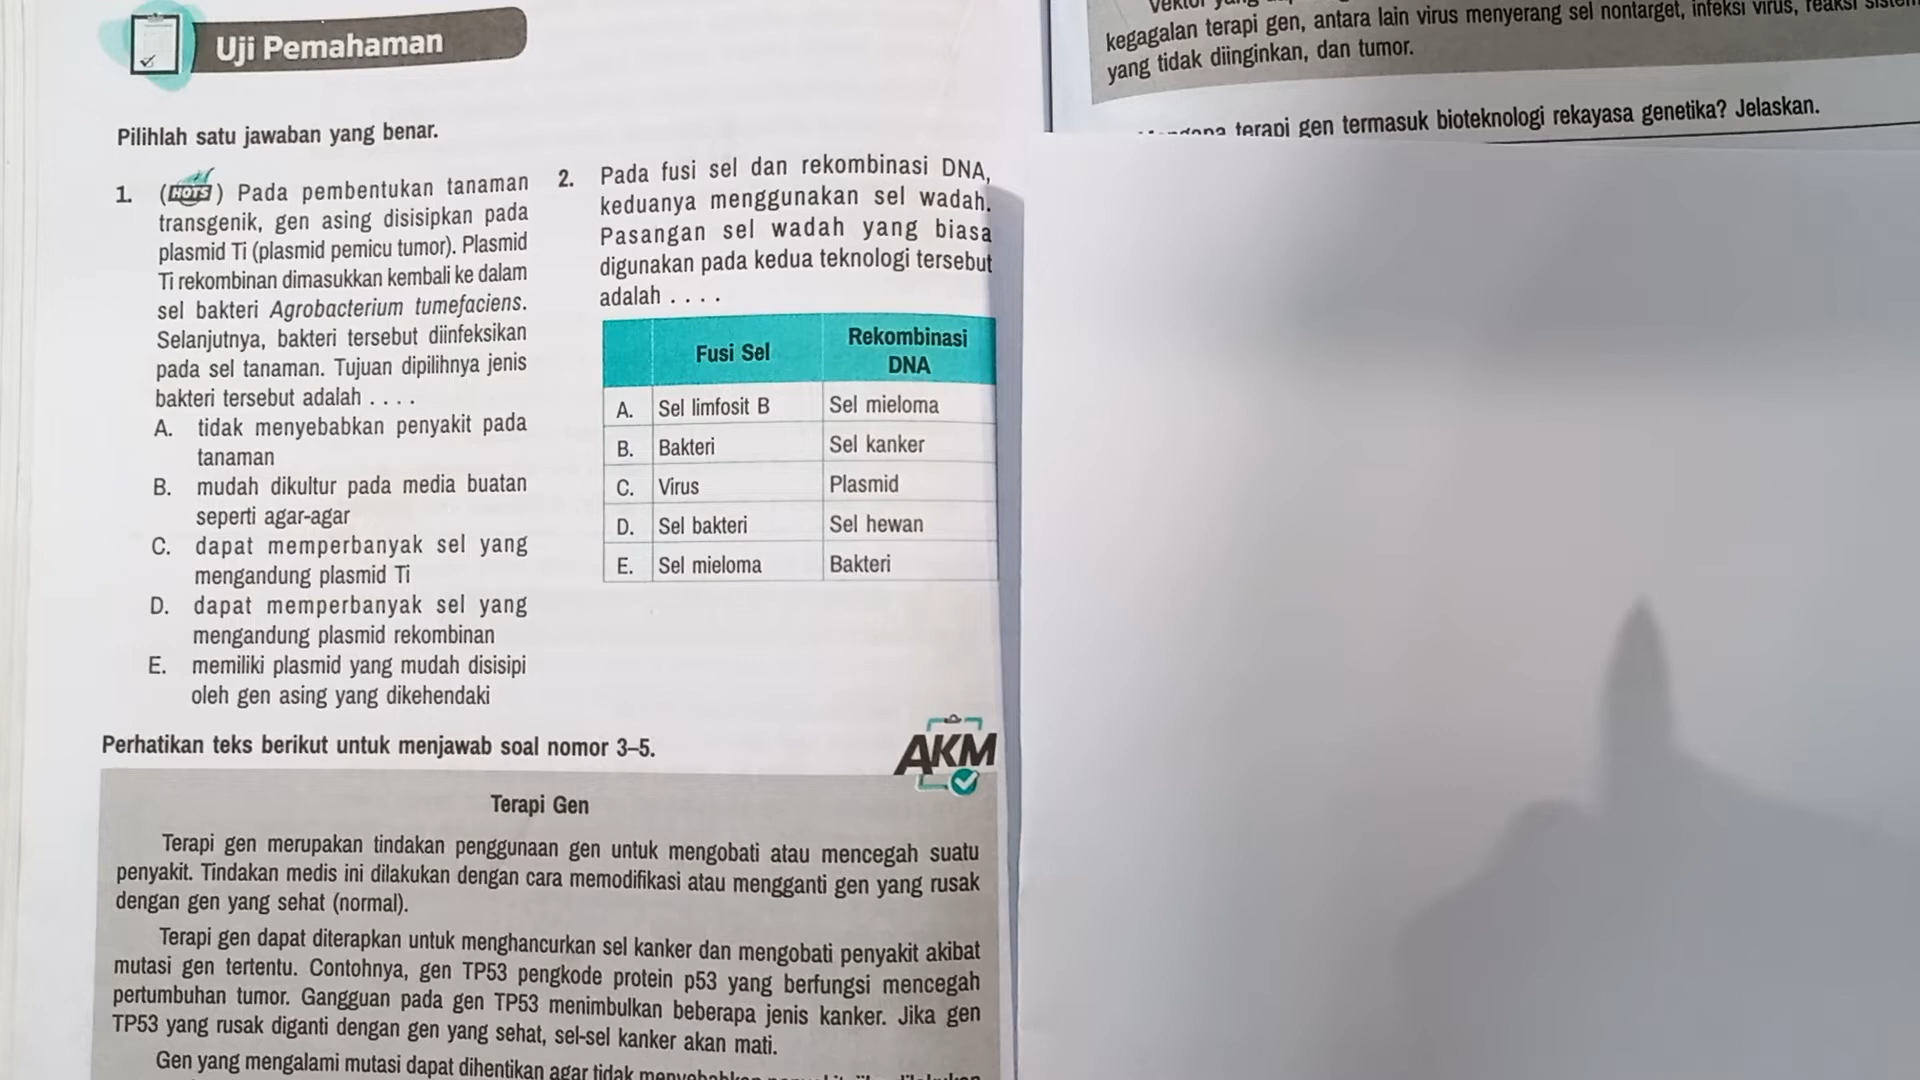 Uji Pemahaman
Pilihlah satu jawaban yang benar.
1. (HOTS) Pada pembentukan tanaman
transgenik, gen asing disisipkan pada
plasmid Ti (plasmid pemicu tumor). Plasmid
Ti rekombinan dimasukkan kembali ke dalam
sel bakteri Agrobacterium tumefaciens.
Selanjutnya, bakteri tersebut diinfeksikan
pada sel tanaman. Tujuan dipilihnya jenis
bakteri tersebut adalah . . . .
A. tidak menyebabkan penyakit pada
tanaman
B. mudah dikultur pada media buatan
seperti agar-agar
C. dapat memperbanyak sel yang
mengandung plasmid Ti
D. dapat memperbanyak sel yang
mengandung plasmid rekombinan
E. memiliki plasmid yang mudah disisipi
oleh gen asing yang dikehendaki
2. Pada fusi sel dan rekombinasi DNA,
keduanya menggunakan sel wadah.
Pasangan sel wadah yang biasa
digunakan pada kedua teknologi tersebut
adalah . . . .
Fusi Sel Rekombinasi
DNA
A. Sel limfosit B Sel mieloma
B. Bakteri Sel kanker
C. Virus Plasmid
D. Sel bakteri Sel hewan
E. Sel mieloma Bakteri
Perhatikan teks berikut untuk menjawab soal nomor 3–5.
AKM
Terapi Gen
Terapi gen merupakan tindakan penggunaan gen untuk mengobati atau mencegah suatu
penyakit. Tindakan medis ini dilakukan dengan cara memodifikasi atau mengganti gen yang rusak
dengan gen yang sehat (normal).
Terapi gen dapat diterapkan untuk menghancurkan sel kanker dan mengobati penyakit akibat
mutasi gen tertentu. Contohnya, gen TP53 pengkode protein p53 yang berfungsi mencegah
pertumbuhan tumor. Gangguan pada gen TP53 menimbulkan beberapa jenis kanker. Jika gen
TP53 yang rusak diganti dengan gen yang sehat, sel-sel kanker akan mati.
Gen yang mengalami mutasi dapat dihentikan agar tidak
kegagalan terapi gen, antara lain virus menyerang sel nontarget, infeksi virus, reaksi
yang tidak diinginkan, dan tumor.
terapi gen termasuk bioteknologi rekayasa genetika? Jelaskan.